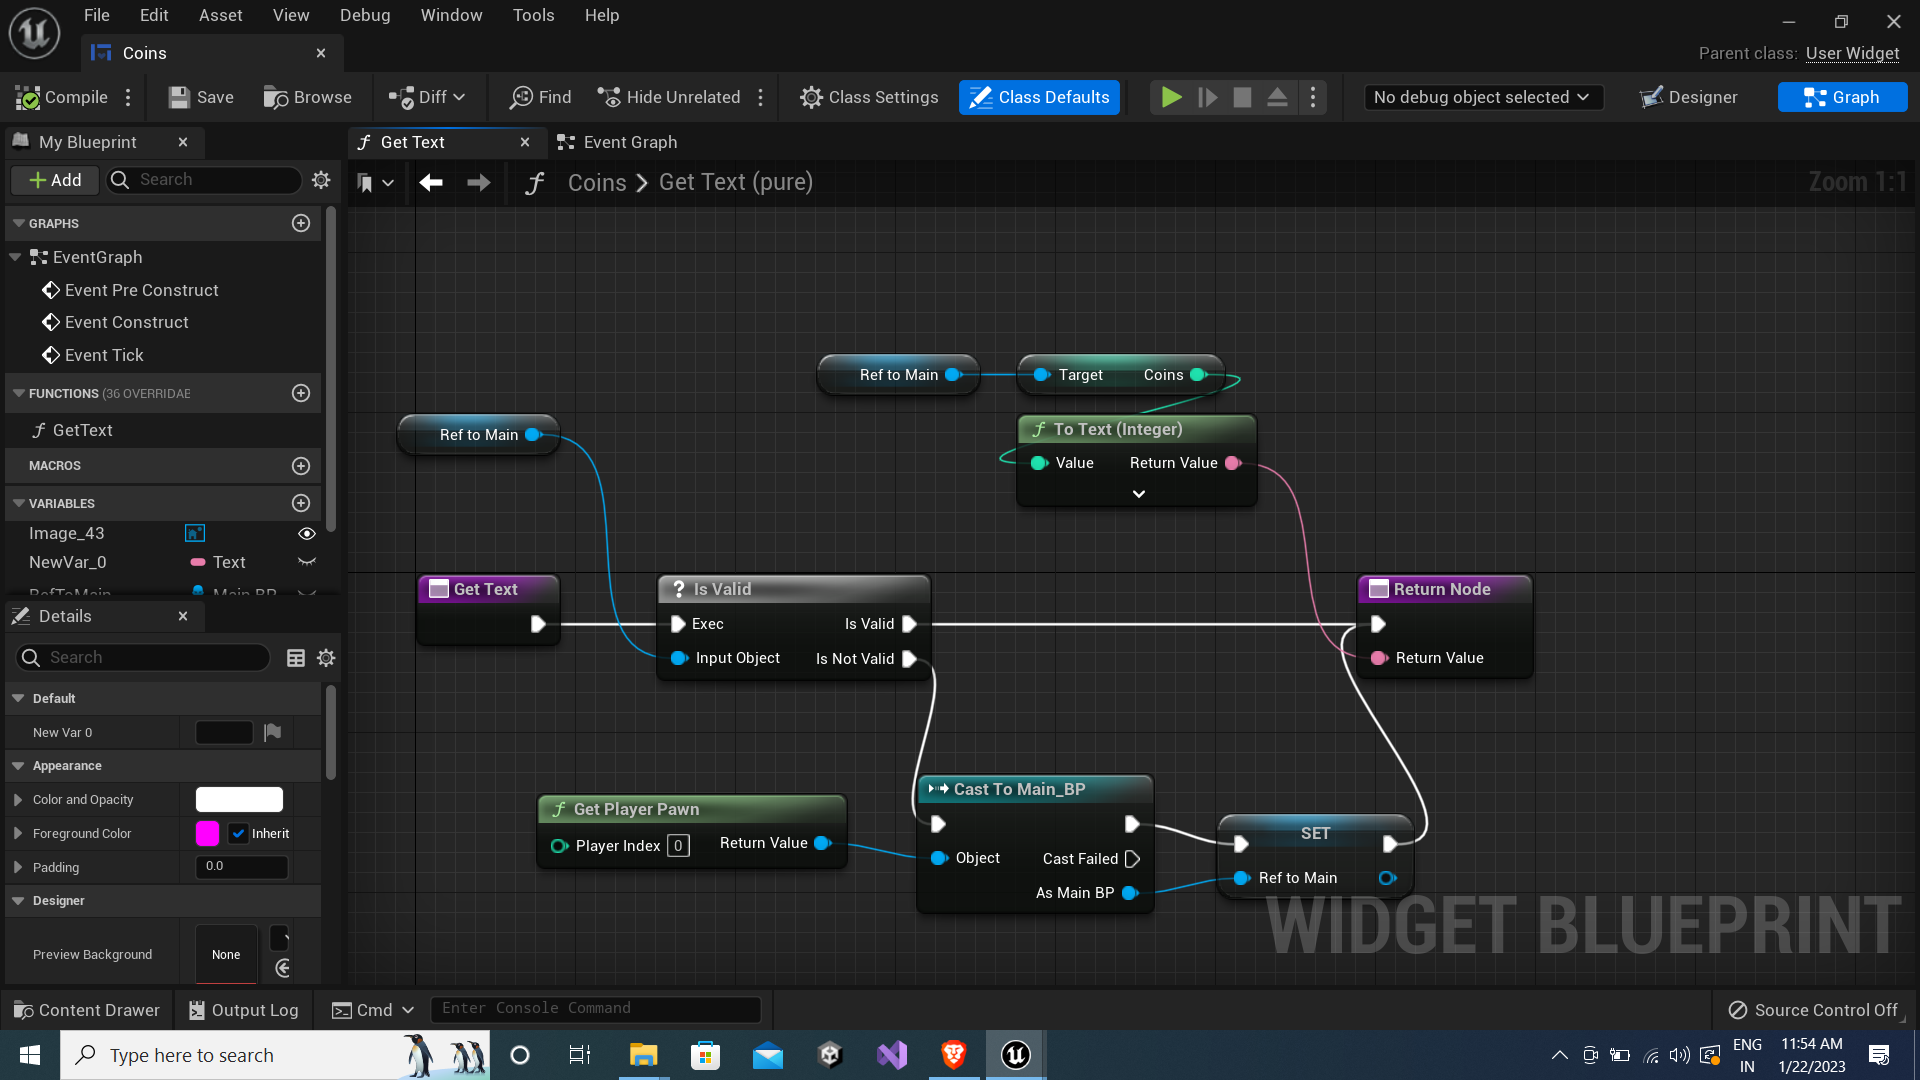 File Edit Asset View Debug Window Tools Help
Coins
Parent class: User Widget
Compile Save Browse Diff Find Hide Unrelated Class Settings Class Defaults No debug object selected Designer Graph
My Blueprint
Get Text Event Graph
Add Search
Coins > Get Text (pure)
Zoom 1:1
GRAPHS
EventGraph
Event Pre Construct
Event Construct
Event Tick
FUNCTIONS (36 OVERRIDAE
GetText
MACROS
VARIABLES
Image_43
NewVar_0 Text
RefToMain Main BP
Details
Search
Default
New Var 0
Appearance
Color and Opacity
Foreground Color Inherit
Padding 0.0
Designer
Preview Background None
Ref to Main
Target Coins
Ref to Main
To Text (Integer)
Value Return Value
Get Text
Is Valid
Exec Is Valid
Input Object Is Not Valid
Return Node
Return Value
Get Player Pawn
Player Index 0 Return Value
Cast To Main_BP
Object Cast Failed
As Main BP
SET
Ref to Main
WIDGET BLUEPRINT
Content Drawer Output Log Cmd Enter Console Command Source Control Off
Type here to search
ENG
IN
11:54 AM
1/22/2023